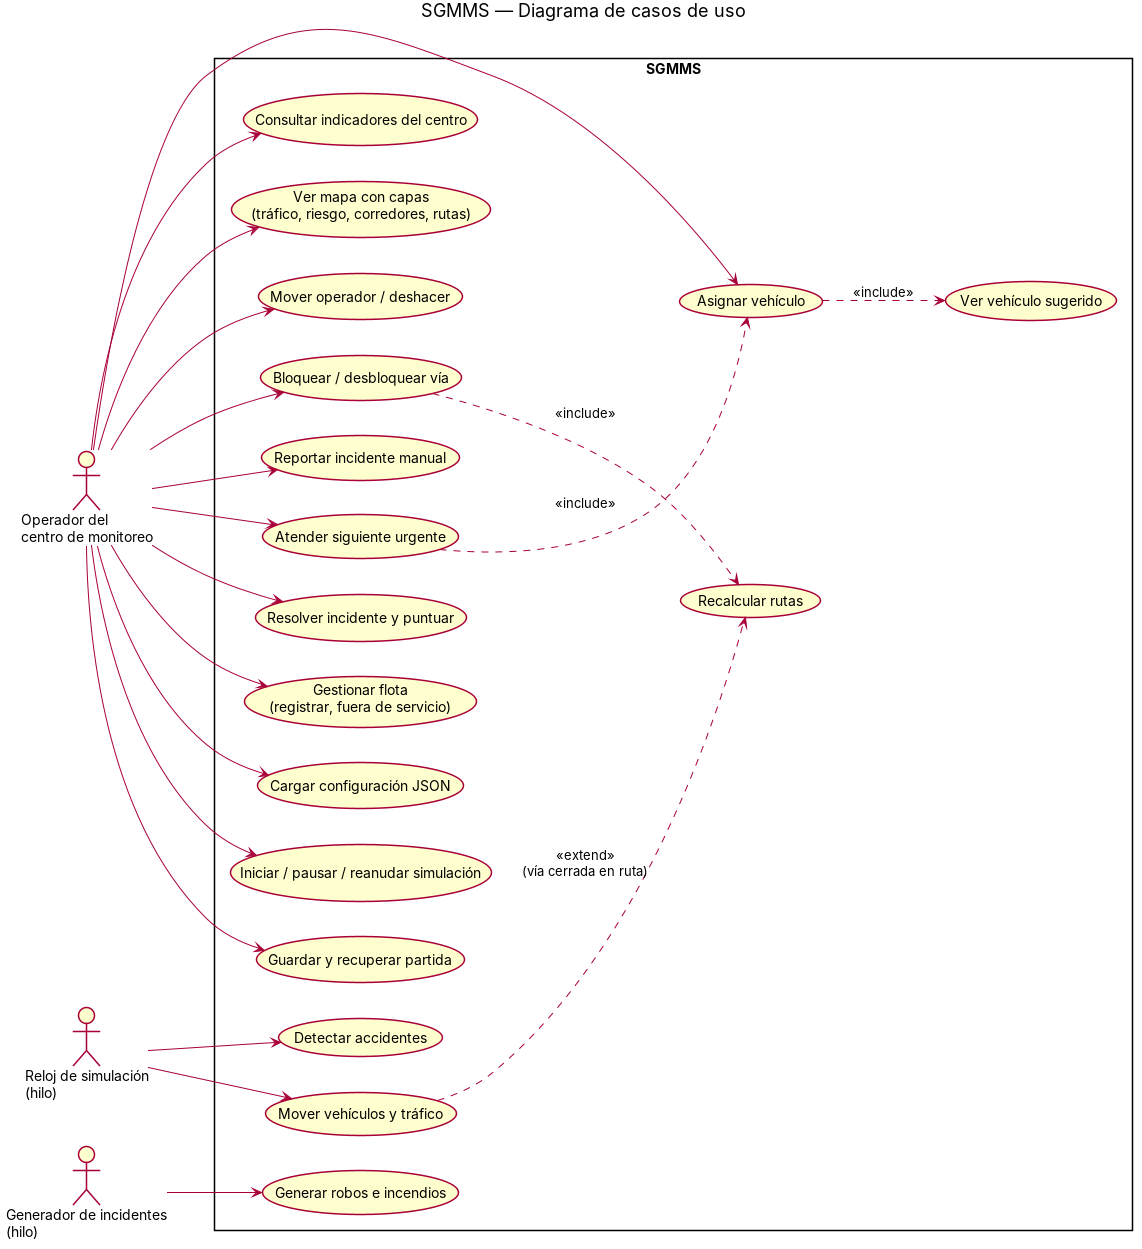 SGMMS — Diagrama de casos de uso
SGMMS
Consultar indicadores del centro
Ver mapa con capas
(tráfico, riesgo, corredores, rutas)
Mover operador / deshacer
Asignar vehículo
«include»
Ver vehículo sugerido
Bloquear / desbloquear vía
«include»
Reportar incidente manual
Operador del
centro de monitoreo
«include»
Atender siguiente urgente
Recalcular rutas
Resolver incidente y puntuar
Gestionar flota
(registrar, fuera de servicio)
Cargar configuración JSON
«extend»
(vía cerrada en ruta)
Iniciar / pausar / reanudar simulación
Guardar y recuperar partida
Detectar accidentes
Reloj de simulación
(hilo)
Mover vehículos y tráfico
Generar robos e incendios
Generador de incidentes
(hilo)